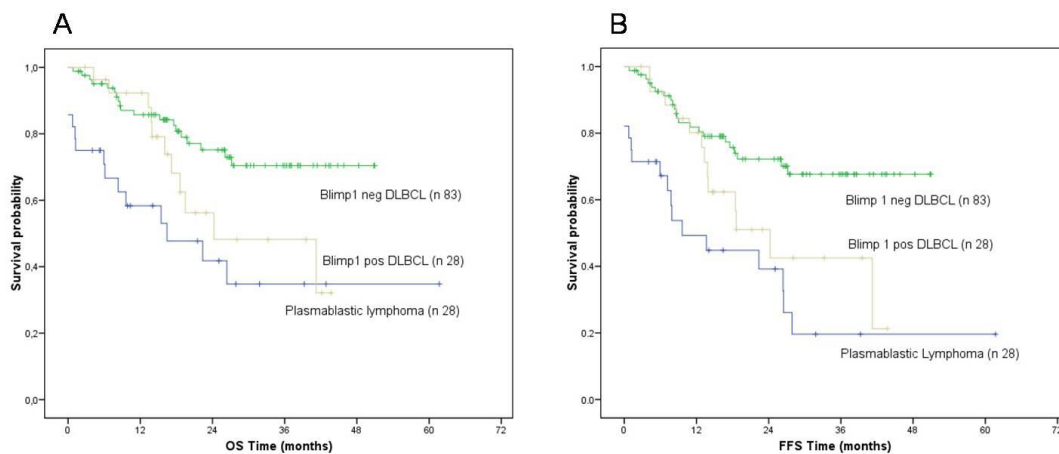 A
Survival probability
1,0
0,8
0,6
0,4
0,2
0,0
Blimp1 neg DLBCL (n 83)
Blimp1 pos DLBCL (n 28)
Plasmablastic lymphoma (n 28)
0 12 24 36 48 60 72
OS Time (months)
B
Survival probability
1,0
0,8
0,6
0,4
0,2
0,0
Blimp 1 neg DLBCL (n 83)
Blimp 1 pos DLBCL (n 28)
Plasmablastic Lymphoma (n 28)
0 12 24 36 48 60 72
FFS Time (months)